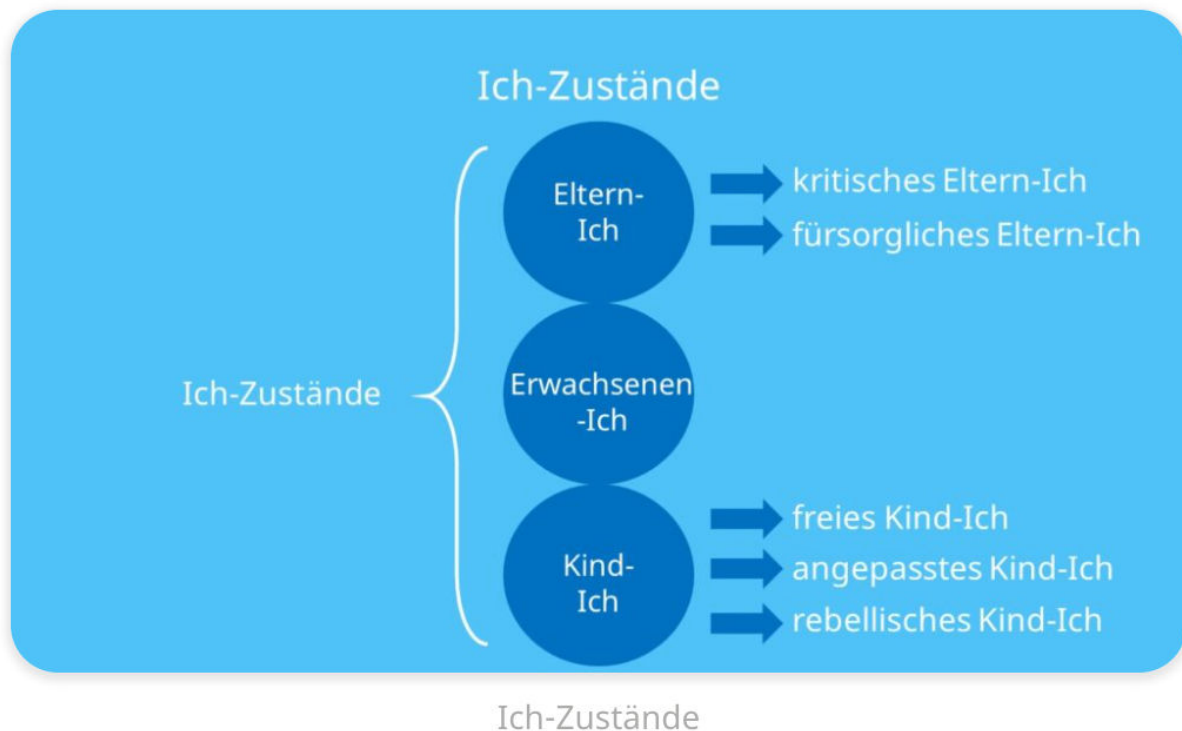 Ich-Zustände
Eltern-
Ich
kritisches Eltern-Ich
fürsorgliches Eltern-Ich
Ich-Zustände
Erwachsenen
-Ich
Kind-
Ich
freies Kind-Ich
angepasstes Kind-Ich
rebellisches Kind-Ich
Ich-Zustände